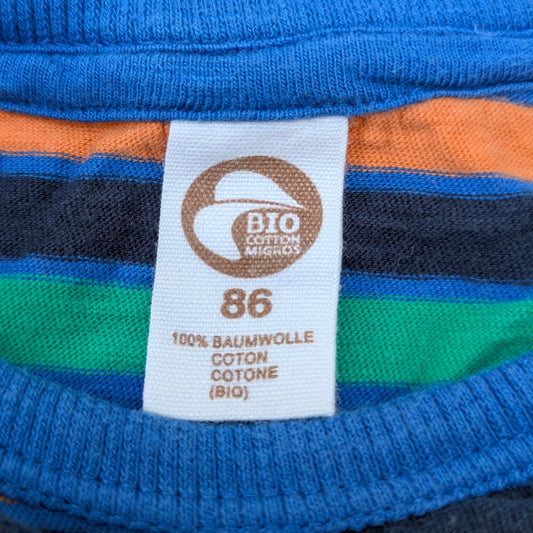 BIO
COTTON
MIGROS
86
100% BAUMWOLLE
COTON
COTONE
(BIO)